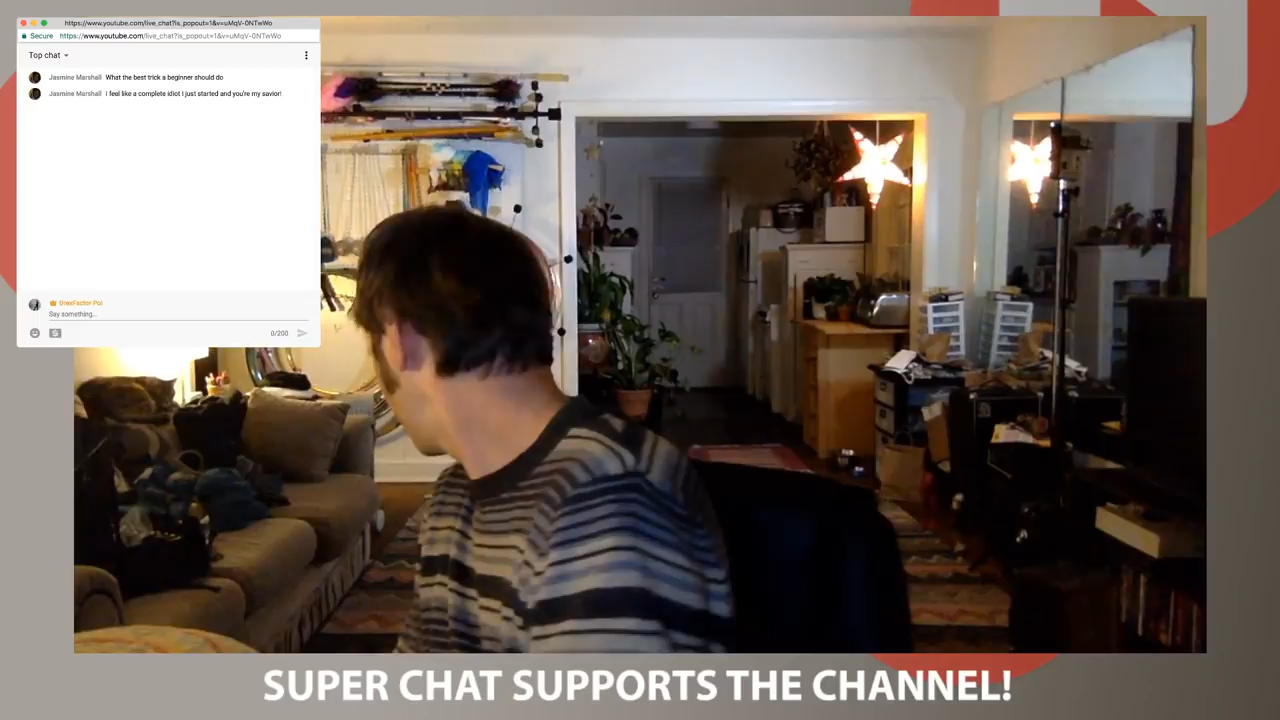 https://www.youtube.com/live_chat?is_popout=1&v=uMqV-0NTwWo
Secure https://www.youtube.com/live_chat?is_popout=1&v=uMqV-0NTwWo
Top chat
Jasmine Marshall What the best trick a beginner should do
Jasmine Marshall I feel like a complete idiot I just started and you're my savior!
DrexFactor Poi
Say something...
0/200
SUPER CHAT SUPPORTS THE CHANNEL!